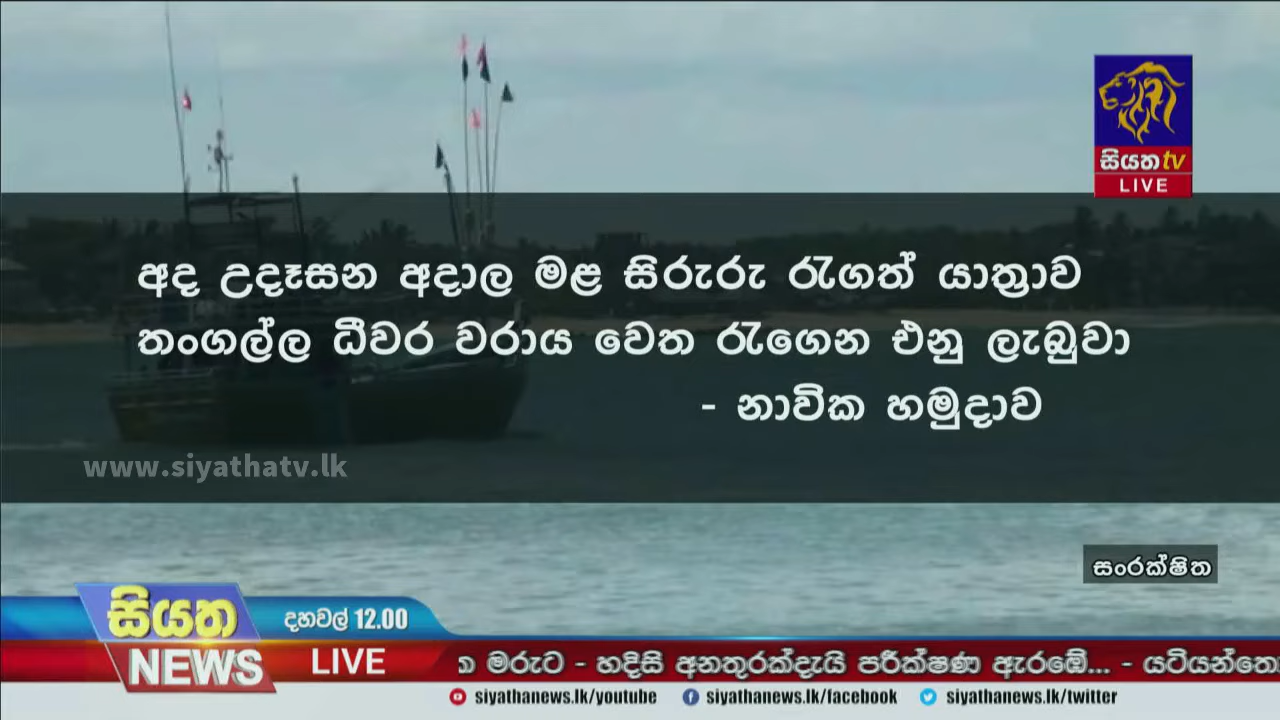 සියත tv
LIVE
අද උදෑසන අදාල මළ සිරුරු රැගත් යාත්‍රාව
තංගල්ල ධීවර වරාය වෙත රැගෙන එනු ලැබුවා
- නාවික හමුදාව
www.siyathatv.lk
සංරක්ෂිත
සියත
දහවල් 12.00
NEWS
LIVE
මරුට - හදිසි අනතුරක්දැයි පරීක්ෂණ ඇරඹේ... -
siyathanews.lk/youtube
siyathanews.lk/facebook
siyathanews.lk/twitter